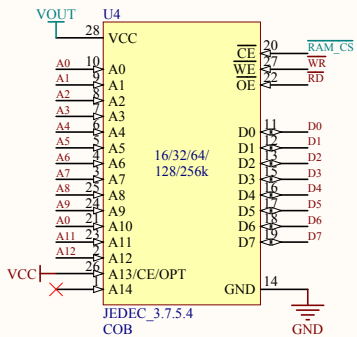 VOUT
U4
28 VCC
CE 20 RAM_CS
WE 27 WR
OE 22 RD
A0 10 A0
A1 9 A1
A2 8 A2
A3 7 A3
A4 6 A4
A5 5 A5
A6 4 A6
A7 3 A7
A8 25 A8
A9 24 A9
A0 21 A10
A11 23 A11
A12 2 A12
VCC 26 A13/CE/OPT
1 A14
16/32/64/
128/256k
D0 11 D0
D1 12 D1
D2 13 D2
D3 15 D3
D4 16 D4
D5 17 D5
D6 18 D6
D7 19 D7
GND 14
GND
JEDEC_3.7.5.4
COB